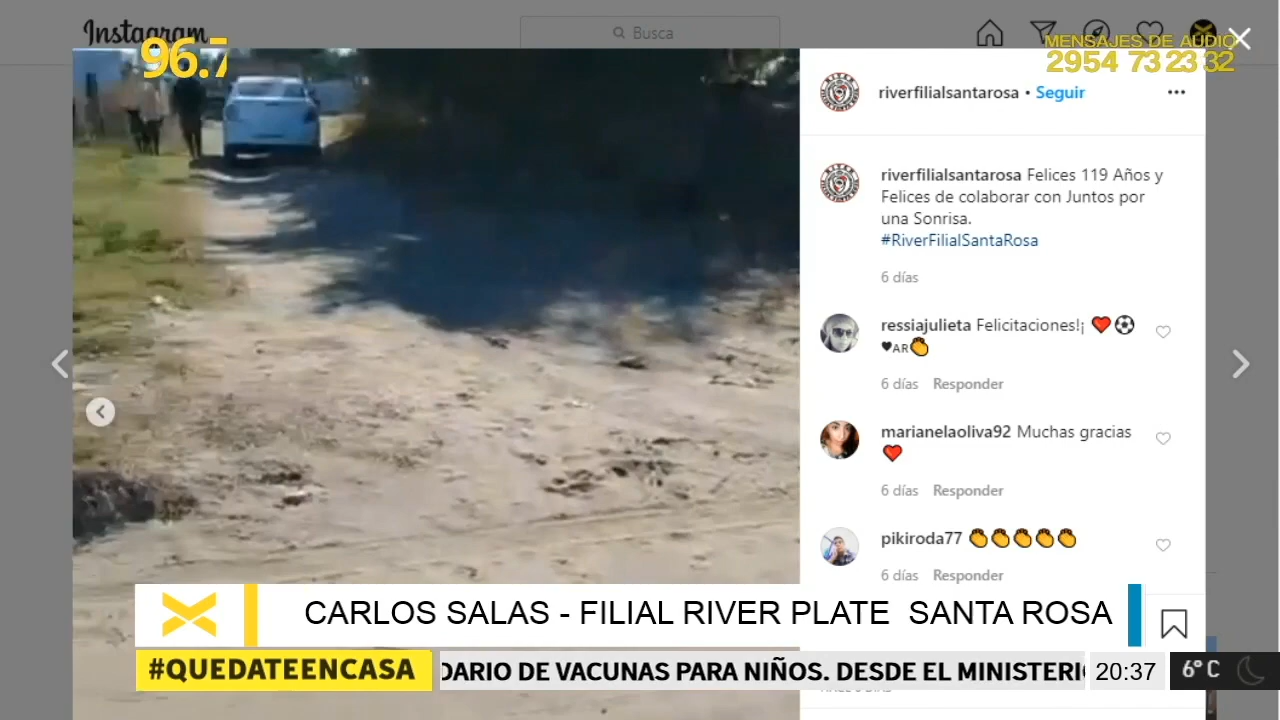 Instagram
Busca
96.7
MENSAJES DE AUDIO
2954 73 23 32
riverfilialsantarosa • Seguir
riverfilialsantarosa Felices 119 Años y
Felices de colaborar con Juntos por
una Sonrisa.
#RiverFilialSantaRosa
6 días
ressiajulieta Felicitaciones!¡ ❤️⚽
🖤AR👏
6 días Responder
marianelaoliva92 Muchas gracias
❤️
6 días Responder
pikiroda77 👏👏👏👏👏
6 días Responder
CARLOS SALAS - FILIAL RIVER PLATE SANTA ROSA
#QUEDATEENCASA
DARIO DE VACUNAS PARA NIÑOS. DESDE EL MINISTERI
20:37
6° C